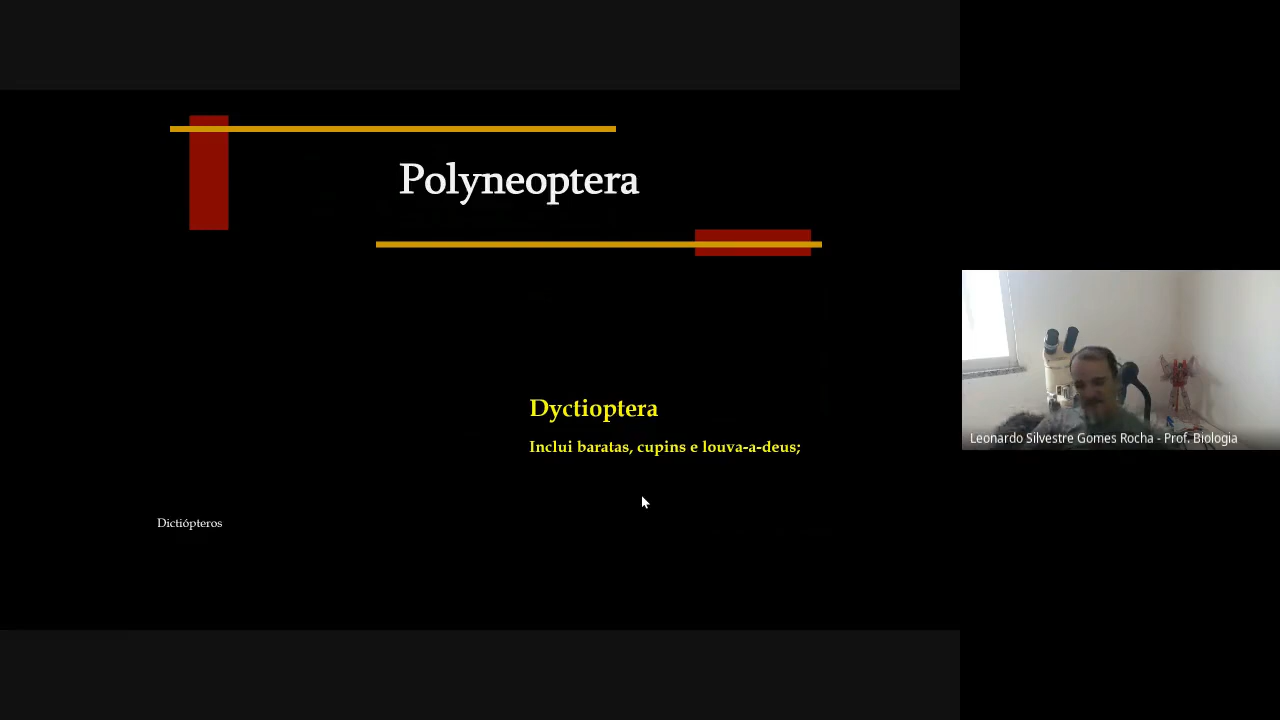 Polyneoptera
Dyctioptera
Inclui baratas, cupins e louva-a-deus;
Dictiópteros
Leonardo Silvestre Gomes Rocha - Prof. Biologia